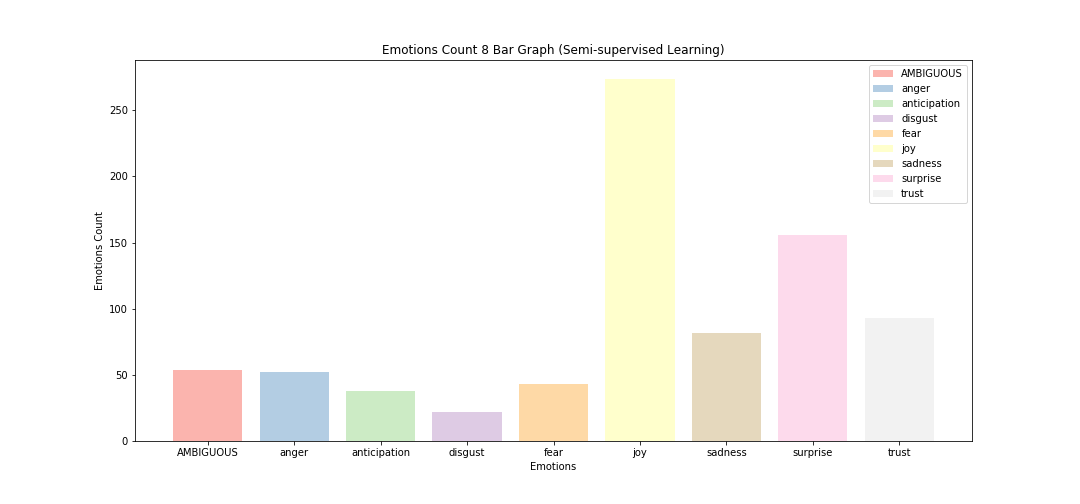 Emotions Count 8 Bar Graph (Semi-supervised Learning)
AMBIGUOUS
anger
anticipation
disgust
fear
joy
sadness
surprise
trust
Emotions Count
250
200
150
100
50
0
AMBIGUOUS anger anticipation disgust fear joy sadness surprise trust
Emotions